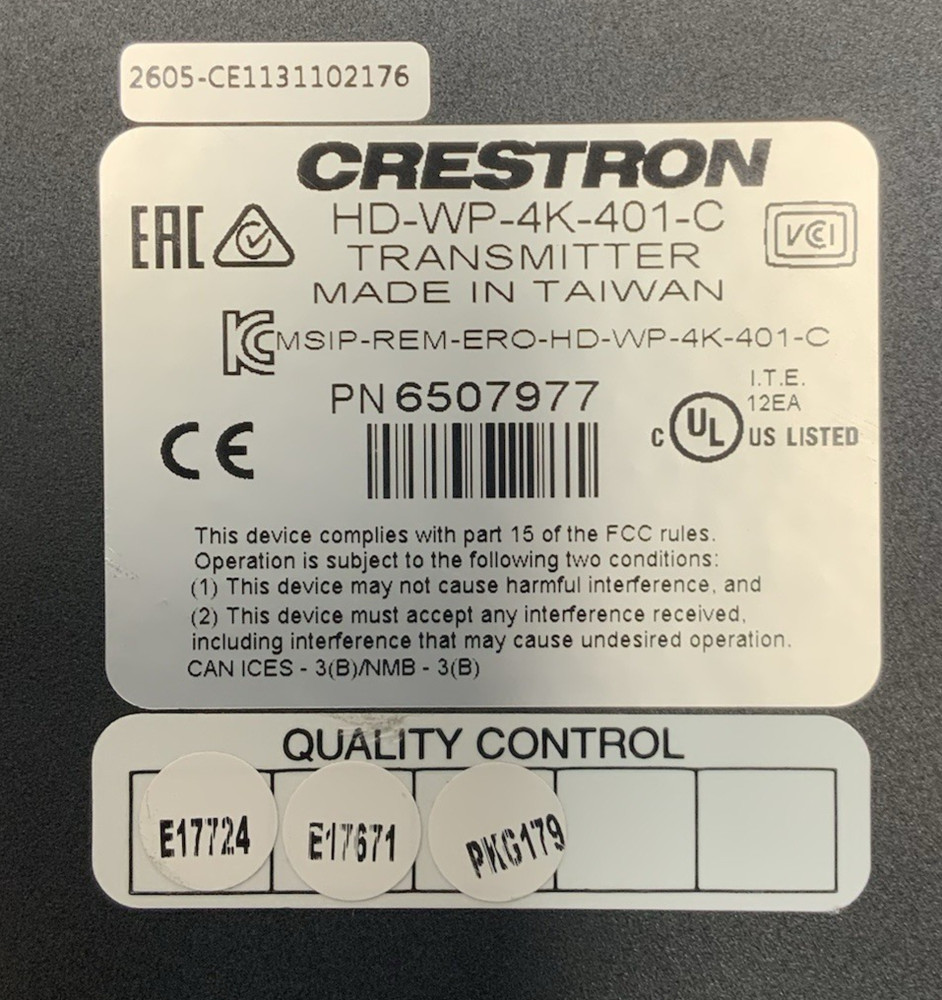 2605-CE1131102176
CRESTRON
EAC
HD-WP-4K-401-C
VCCI
TRANSMITTER
MADE IN TAIWAN
KC MSIP-REM-ERO-HD-WP-4K-401-C
PN 6507977
I.T.E.
12EA
CE
C UL US LISTED
This device complies with part 15 of the FCC rules.
Operation is subject to the following two conditions:
(1) This device may not cause harmful interference, and
(2) This device must accept any interference received,
including interference that may cause undesired operation.
CAN ICES - 3(B)/NMB - 3(B)
QUALITY CONTROL
E17724 E17671 PKG179